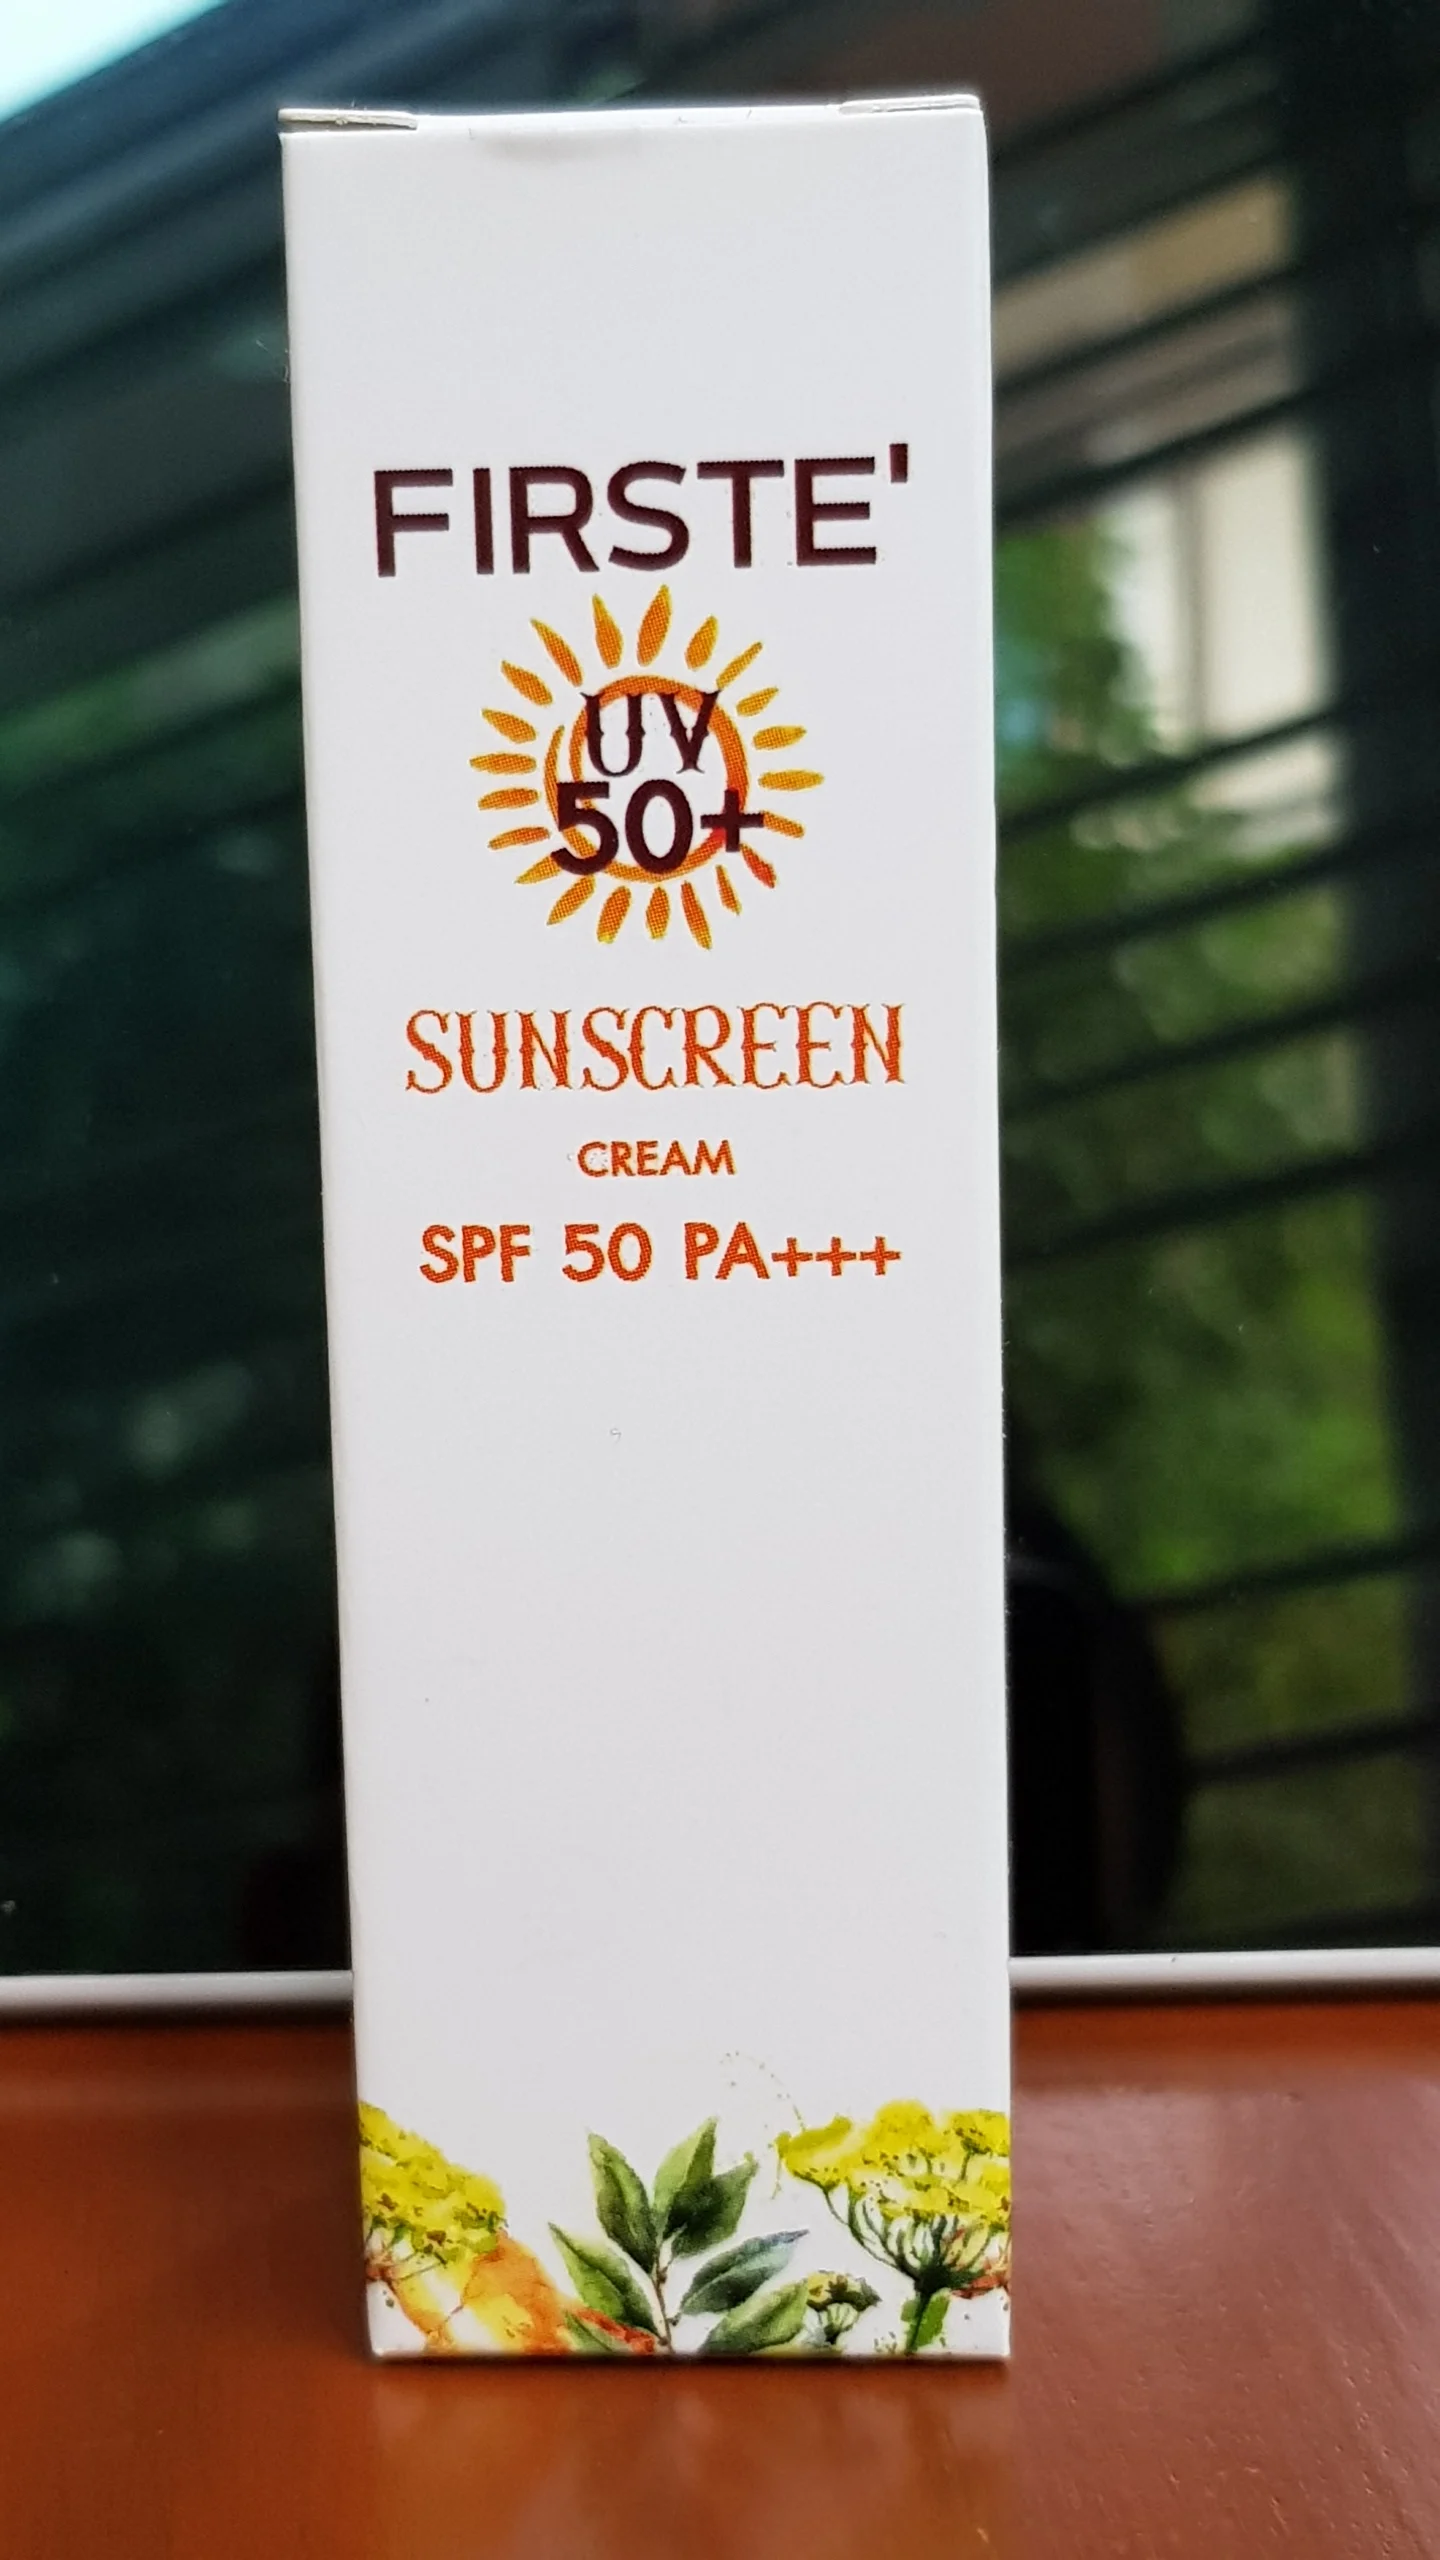 FIRSTE'
UV
50+
SUNSCREEN
CREAM
SPF 50 PA+++